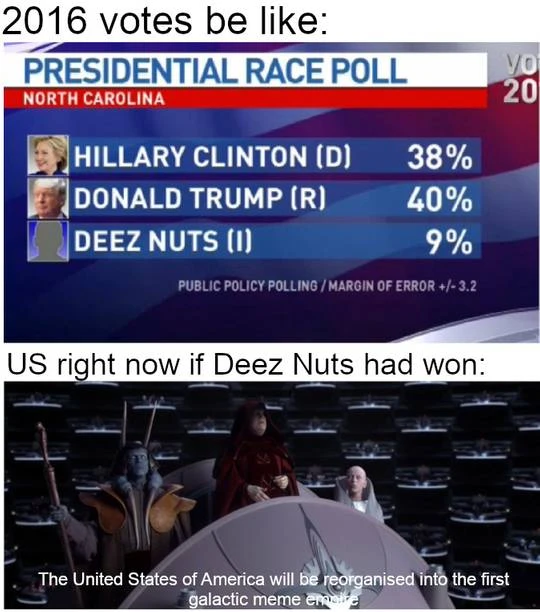 2016 votes be like:
PRESIDENTIAL RACE POLL
NORTH CAROLINA
VO
20
HILLARY CLINTON (D) 38%
DONALD TRUMP (R) 40%
DEEZ NUTS (I) 9%
PUBLIC POLICY POLLING / MARGIN OF ERROR +/- 3.2
US right now if Deez Nuts had won:
The United States of America will be reorganised into the first
galactic meme empire